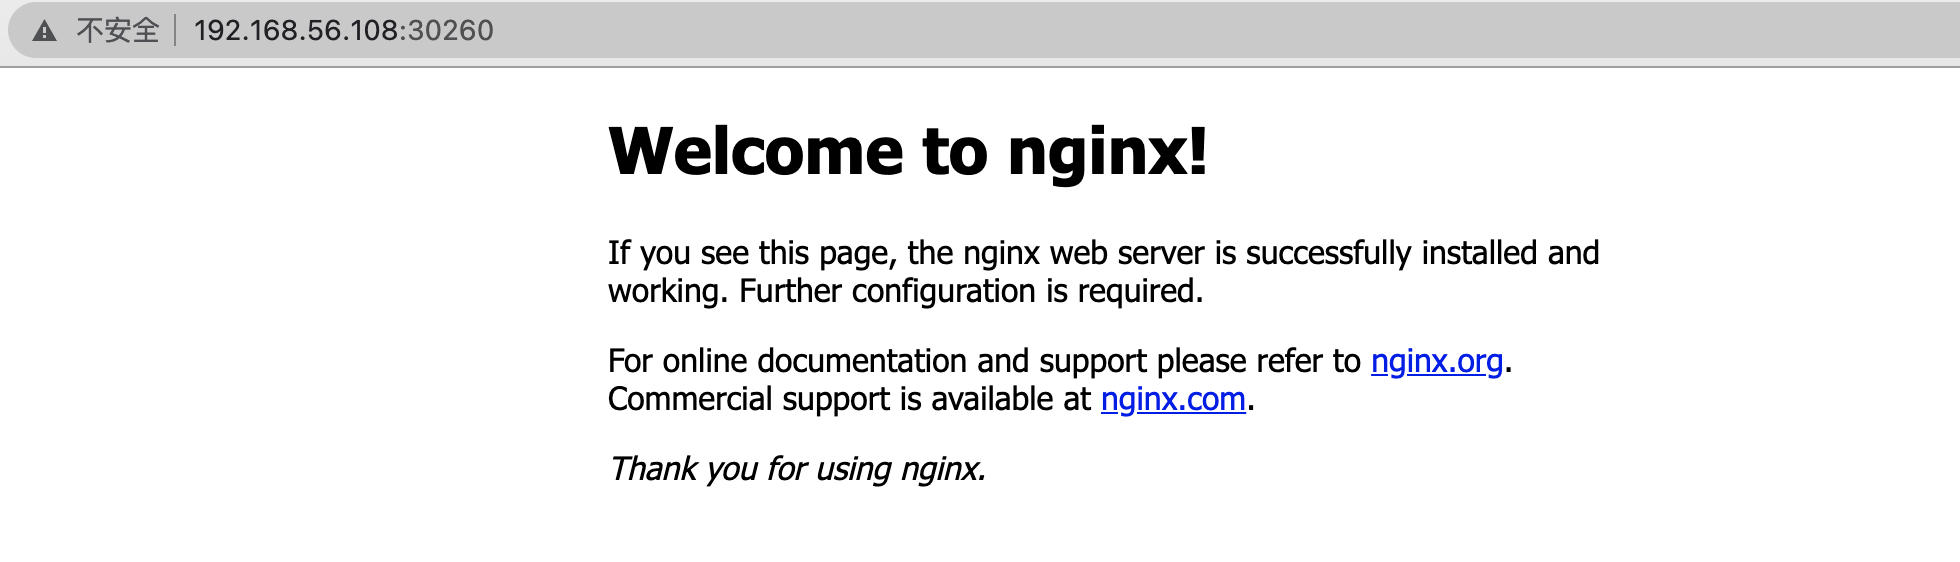 不安全 192.168.56.108:30260
Welcome to nginx!
If you see this page, the nginx web server is successfully installed and
working. Further configuration is required.
For online documentation and support please refer to nginx.org.
Commercial support is available at nginx.com.
Thank you for using nginx.